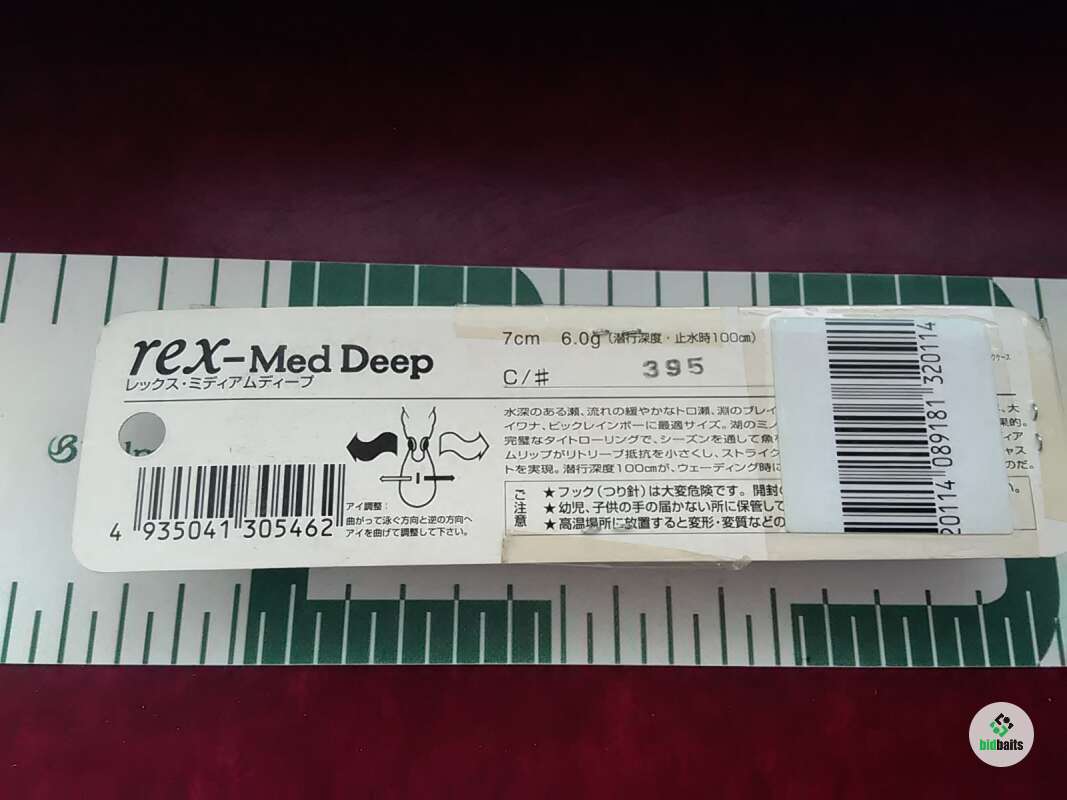 rex-Med Deep
レックス・ミディアムディープ
7cm 6.0g (潜行深度・止水時100cm)
C/# 395
水深のある瀬、流れの緩やかなトロ瀬、淵のブレイ
イワナ、ビックレインボーに最適サイズ。湖のミノ
完璧なタイトローリングで、シーズンを通して魚を
ムリップがリトリーブ抵抗を小さくし、ストライク
トを実現。潜行深度100cmが、ウェーディング時に
ご注意
★フック(つり針)は大変危険です。開封
★幼児、子供の手の届かない所に保管して
★高温場所に放置すると変形・変質などの
アイ調整:
曲がって泳ぐ方向と逆の方向へ
アイを曲げて調整して下さい。
4 935041 305462
20114 089181 320114
bidbaits